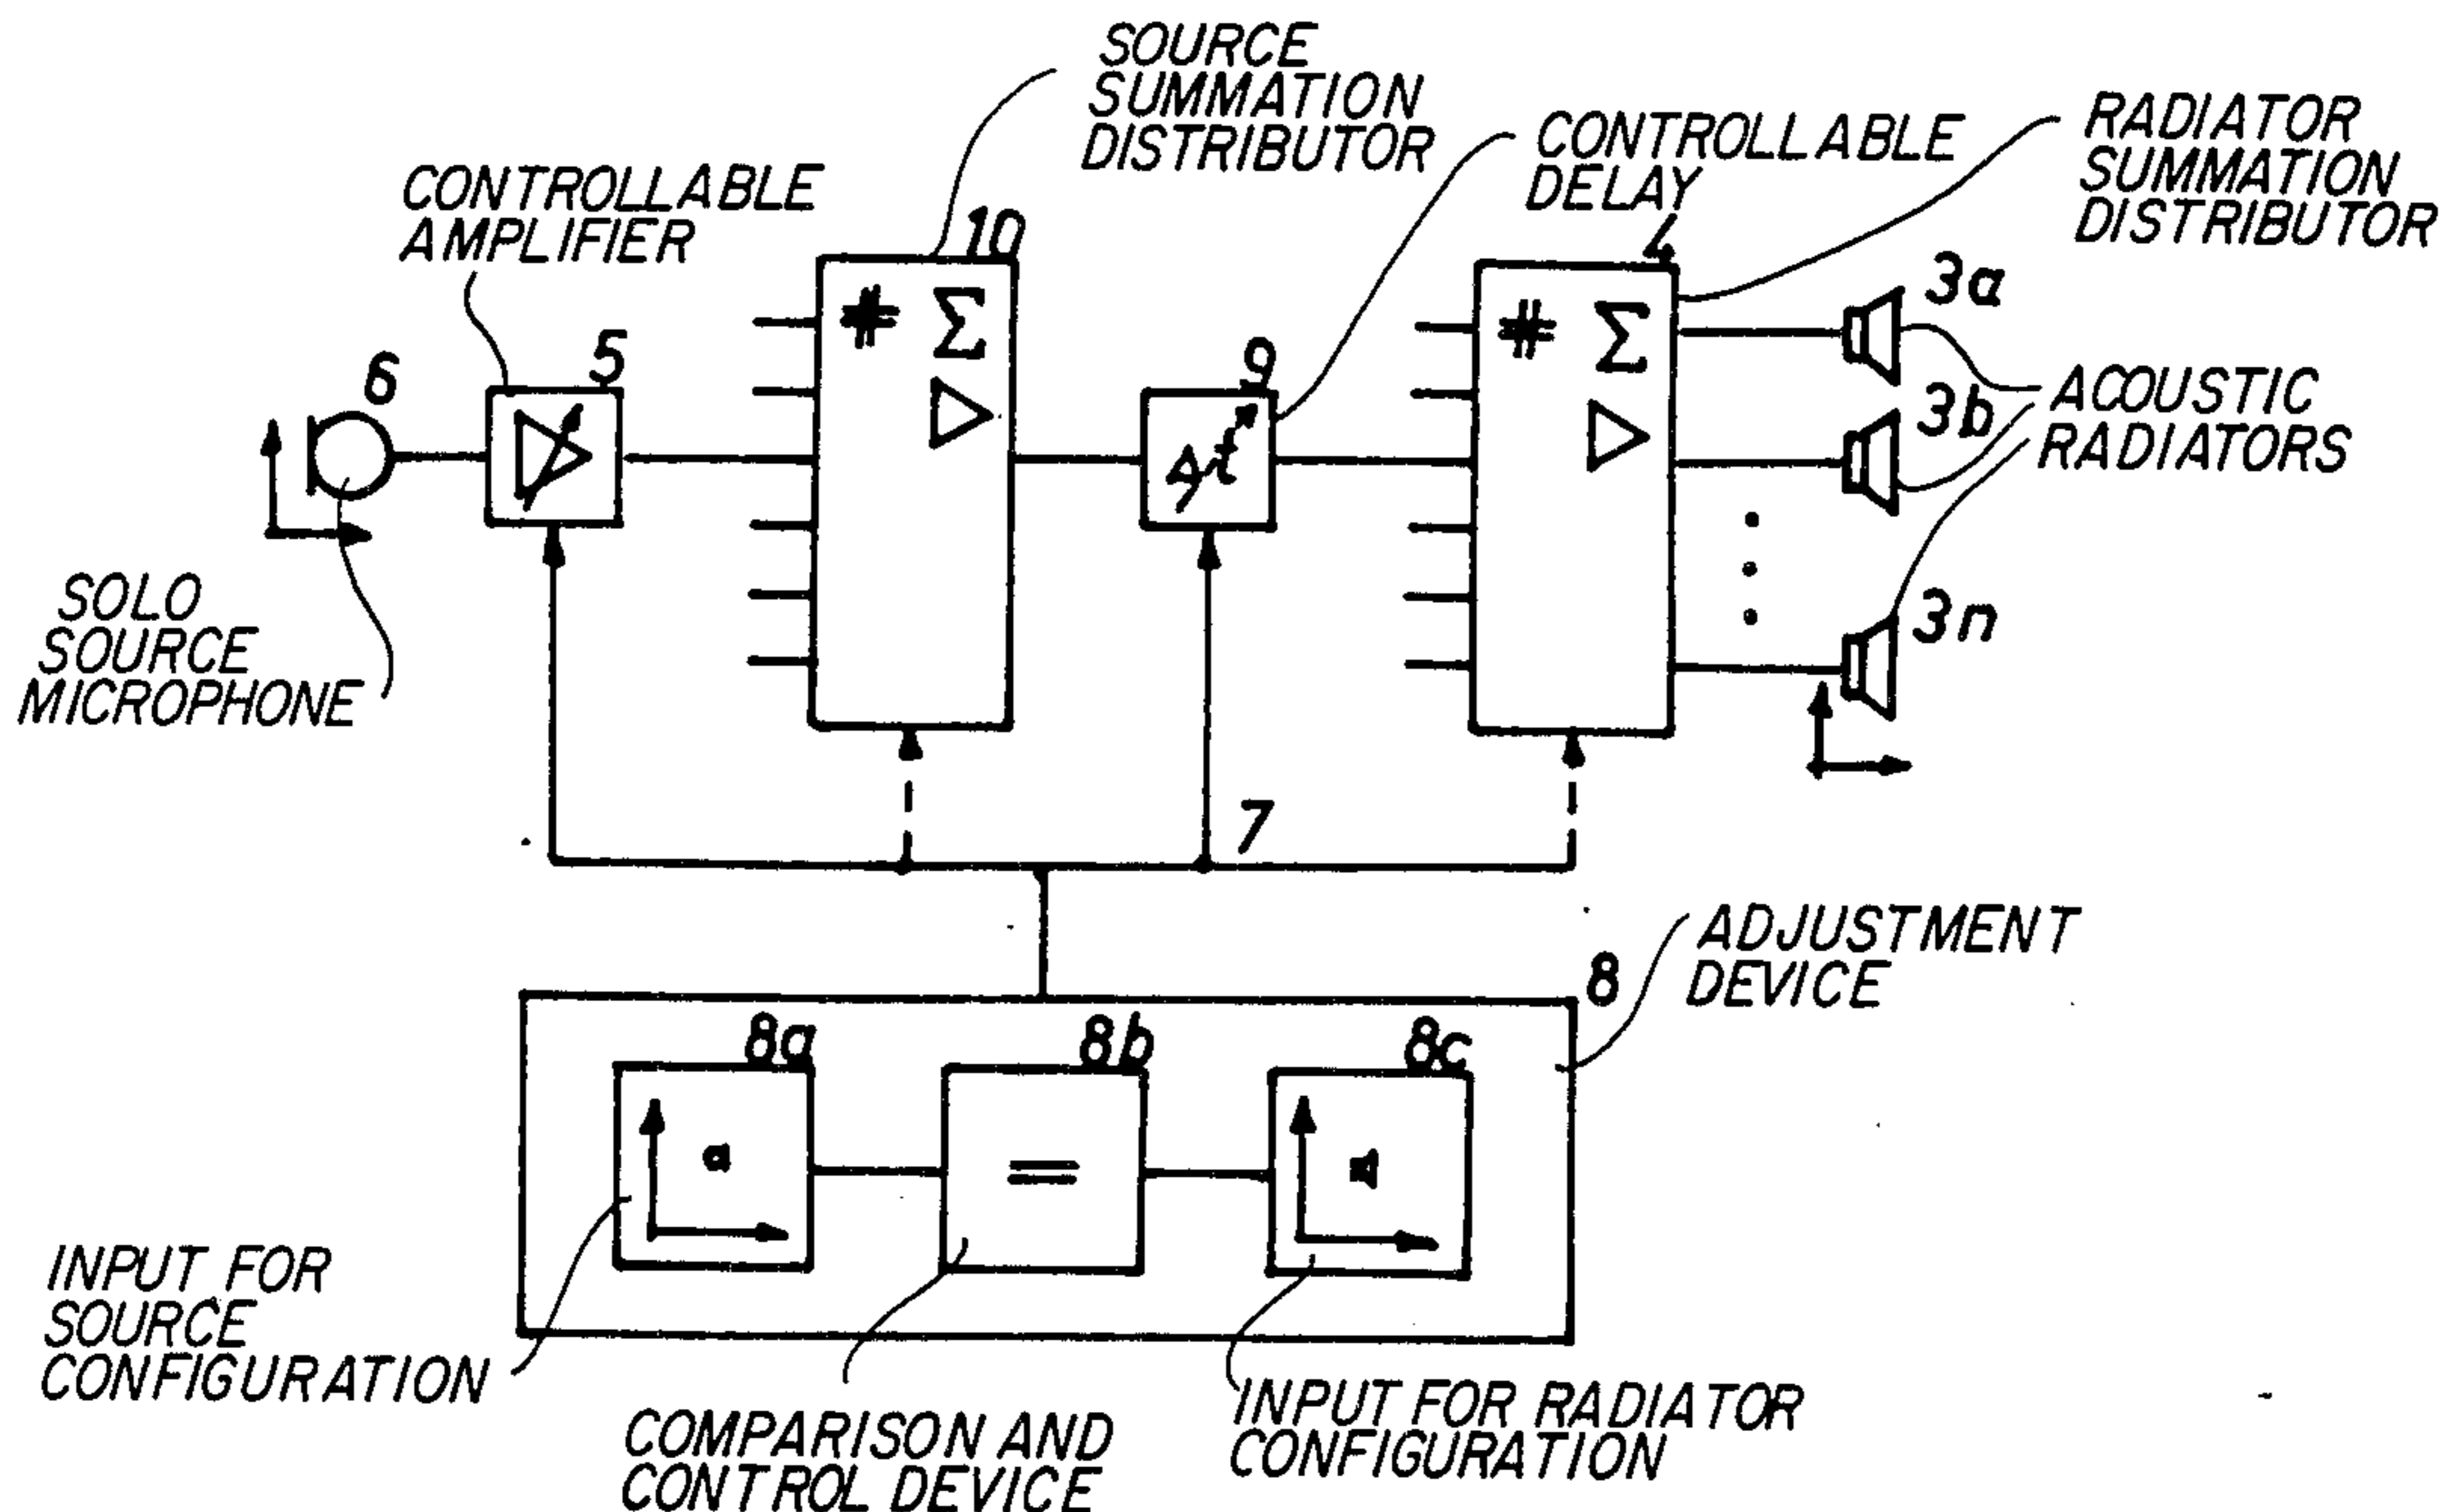 SOURCE
SUMMATION
DISTRIBUTOR
CONTROLLABLE
DELAY
RADIATOR
SUMMATION
DISTRIBUTOR
CONTROLLABLE
AMPLIFIER
10
4
3a
# Σ
# Σ
5
9
6
3b
ACOUSTIC
RADIATORS
Δt
SOLO
SOURCE
MICROPHONE
3n
7
8
ADJUSTMENT
DEVICE
8a
8b
8c
=
INPUT FOR
SOURCE
CONFIGURATION
COMPARISON AND
CONTROL DEVICE
INPUT FOR RADIATOR
CONFIGURATION